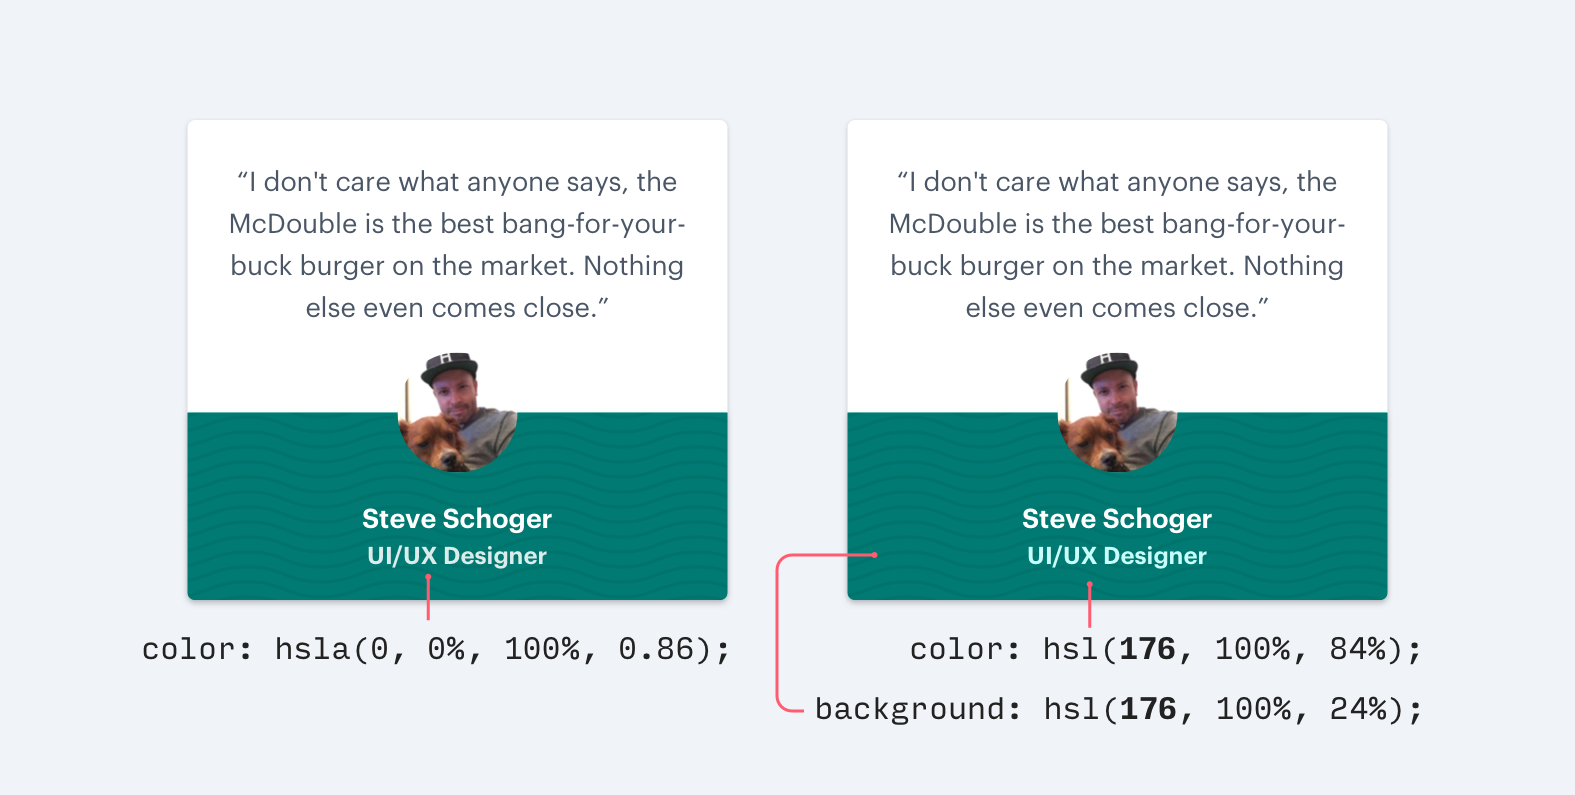 “I don't care what anyone says, the
McDouble is the best bang-for-your-
buck burger on the market. Nothing
else even comes close.”
H
Steve Schoger
UI/UX Designer
color: hsla(0, 0%, 100%, 0.86);
“I don't care what anyone says, the
McDouble is the best bang-for-your-
buck burger on the market. Nothing
else even comes close.”
H
Steve Schoger
UI/UX Designer
color: hsl(176, 100%, 84%);
background: hsl(176, 100%, 24%);